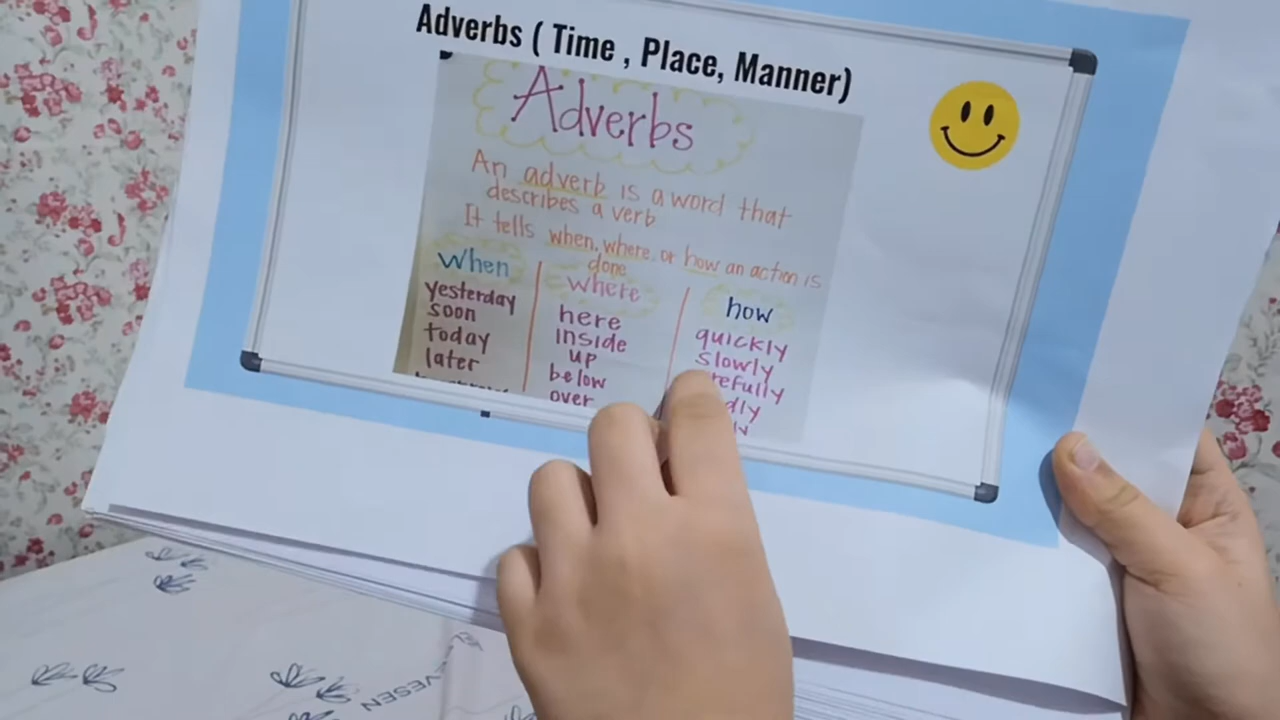 Adverbs ( Time , Place, Manner)
Adverbs
An adverb is a word that
describes a verb
It tells when, where, or how an action is
done
when
yesterday
soon
today
later
where
here
inside
up
below
over
how
quickly
slowly
VESEN